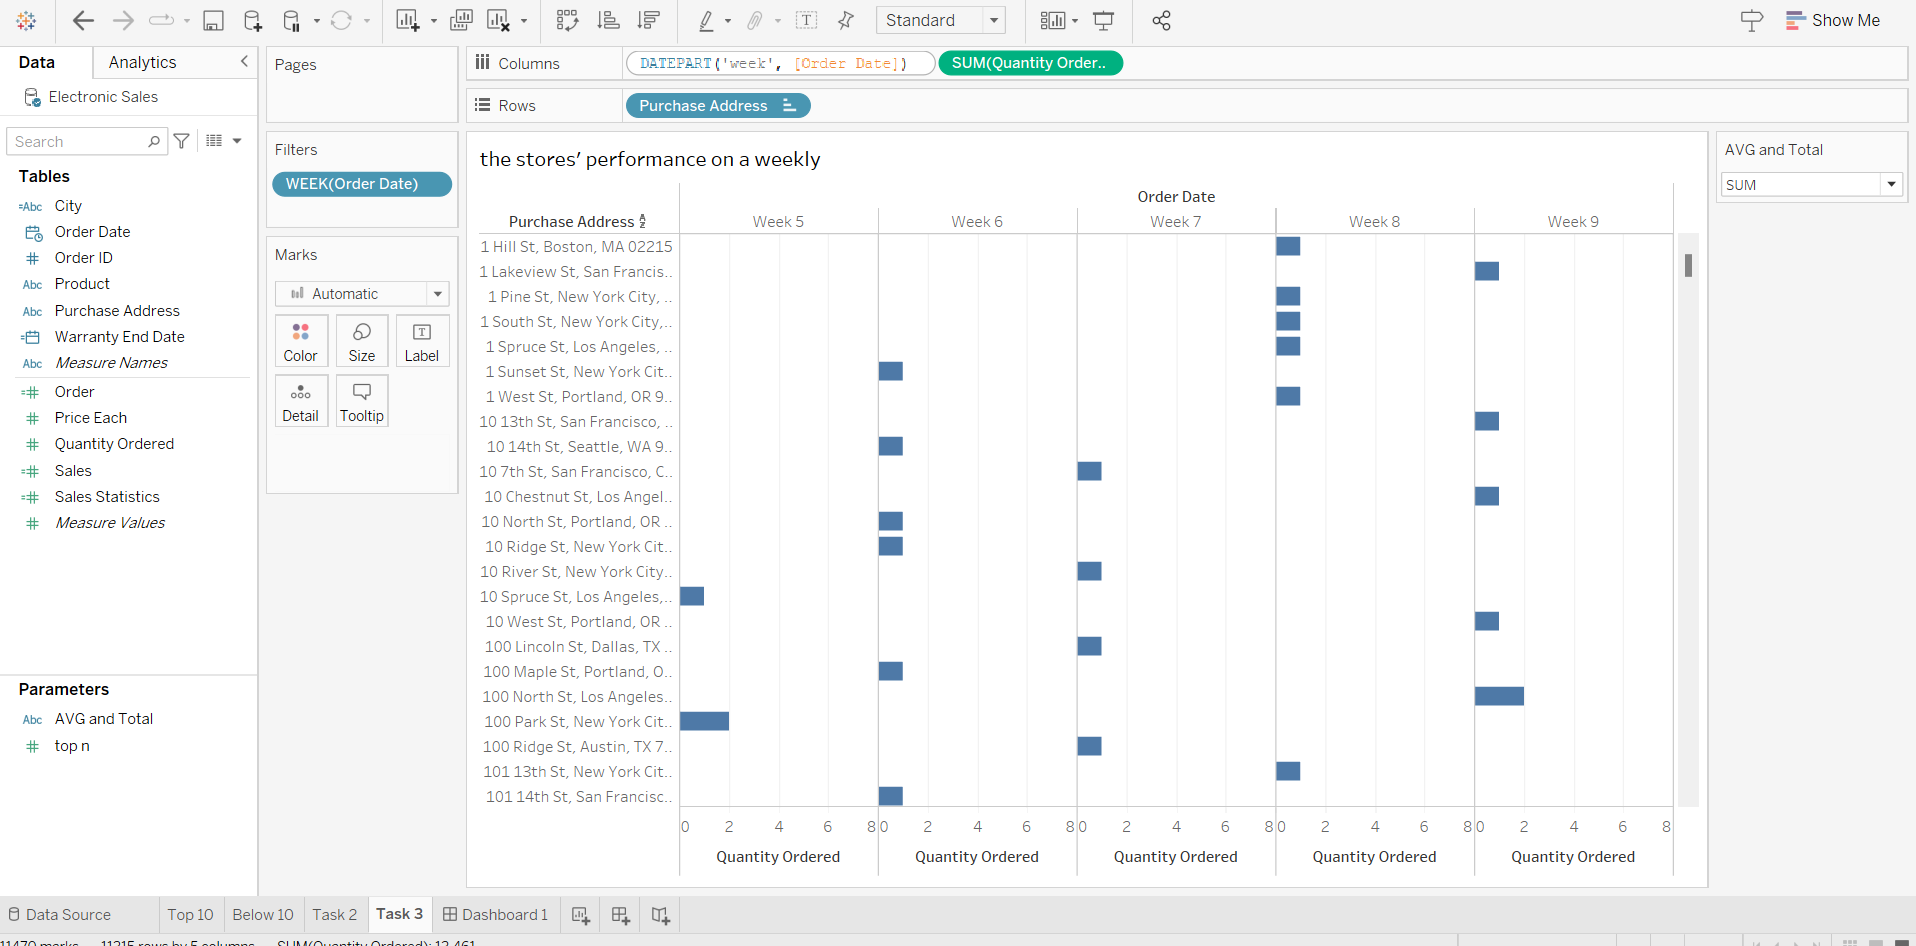 Standard
Show Me
Data
Analytics
Pages
Columns
DATEPART('week', [Order Date])
SUM(Quantity Order..
Electronic Sales
Rows
Purchase Address
Search
Filters
WEEK(Order Date)
the stores' performance on a weekly
AVG and Total
SUM
Tables
City
Order Date
Order ID
Product
Purchase Address
Warranty End Date
Measure Names
Order
Price Each
Quantity Ordered
Sales
Sales Statistics
Measure Values
Marks
Automatic
Color
Size
Label
Detail
Tooltip
Order Date
Purchase Address
Week 5
Week 6
Week 7
Week 8
Week 9
1 Hill St, Boston, MA 02215
1 Lakeview St, San Francis..
1 Pine St, New York City, ..
1 South St, New York City,..
1 Spruce St, Los Angeles, ..
1 Sunset St, New York Cit..
1 West St, Portland, OR 9..
10 13th St, San Francisco, ..
10 14th St, Seattle, WA 9..
10 7th St, San Francisco, C..
10 Chestnut St, Los Angel..
10 North St, Portland, OR ..
10 Ridge St, New York Cit..
10 River St, New York City..
10 Spruce St, Los Angeles,..
10 West St, Portland, OR ..
100 Lincoln St, Dallas, TX ..
100 Maple St, Portland, O..
100 North St, Los Angeles..
100 Park St, New York Cit..
100 Ridge St, Austin, TX 7..
101 13th St, New York Cit..
101 14th St, San Francisc..
0 2 4 6 8 0 2 4 6 8 0 2 4 6 8 0 2 4 6 8 0 2 4 6 8
Quantity Ordered
Quantity Ordered
Quantity Ordered
Quantity Ordered
Quantity Ordered
Parameters
AVG and Total
top n
Data Source
Top 10
Below 10
Task 2
Task 3
Dashboard 1
11470 marks
11215 rows by 5 columns
SUM(Quantity Ordered): 12,461